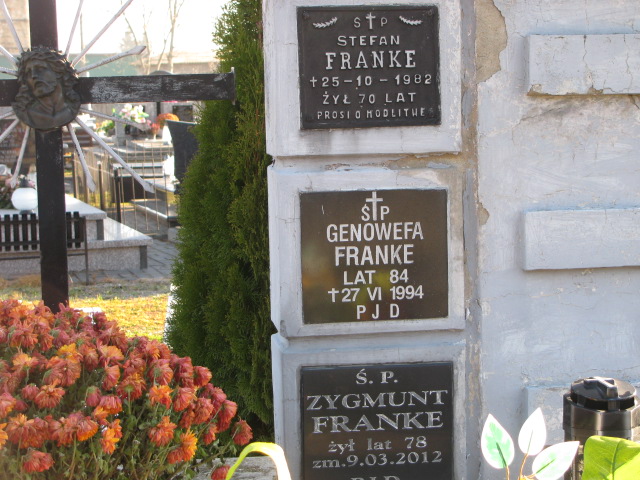 Ś † P
STEFAN
FRANKE
†25-10-1982
ŻYŁ 70 LAT
PROSI O MODLITWĘ
Ś†P
GENOWEFA
FRANKE
LAT 84
†27 VI 1994
P J D
Ś. P.
ZYGMUNT
FRANKE
żył lat 78
zm.9.03.2012